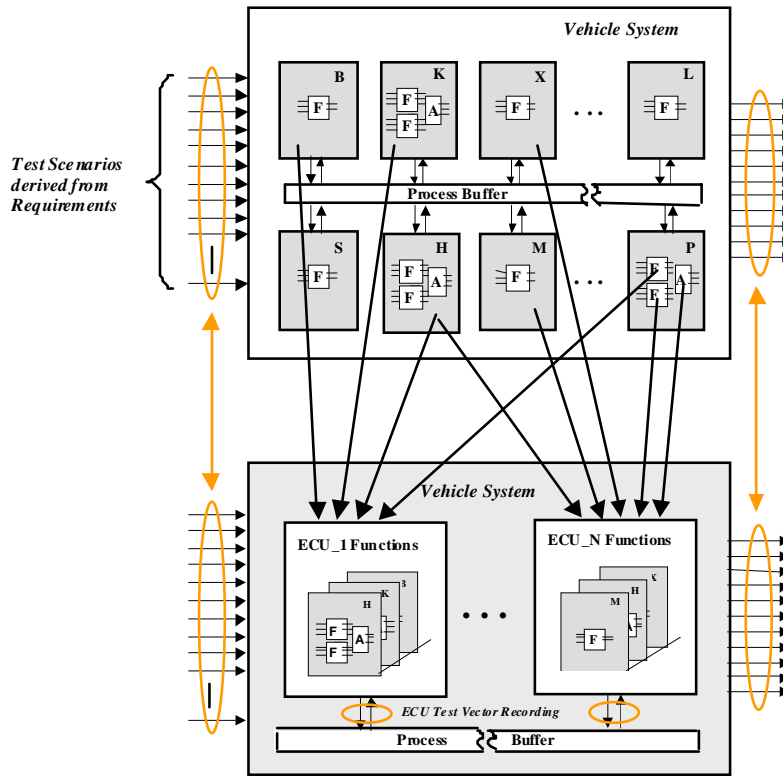 Vehicle System
B
K
X
L
F
F
F
A
F
F
. . .
Test Scenarios
derived from
Requirements
Process Buffer
S
H
M
P
F
F
F
A
F
F
F
A
. . .
Vehicle System
ECU_1 Functions
ECU_N Functions
B
K
H
F
F
A
. . .
X
H
M
A
F
ECU Test Vector Recording
Process Buffer